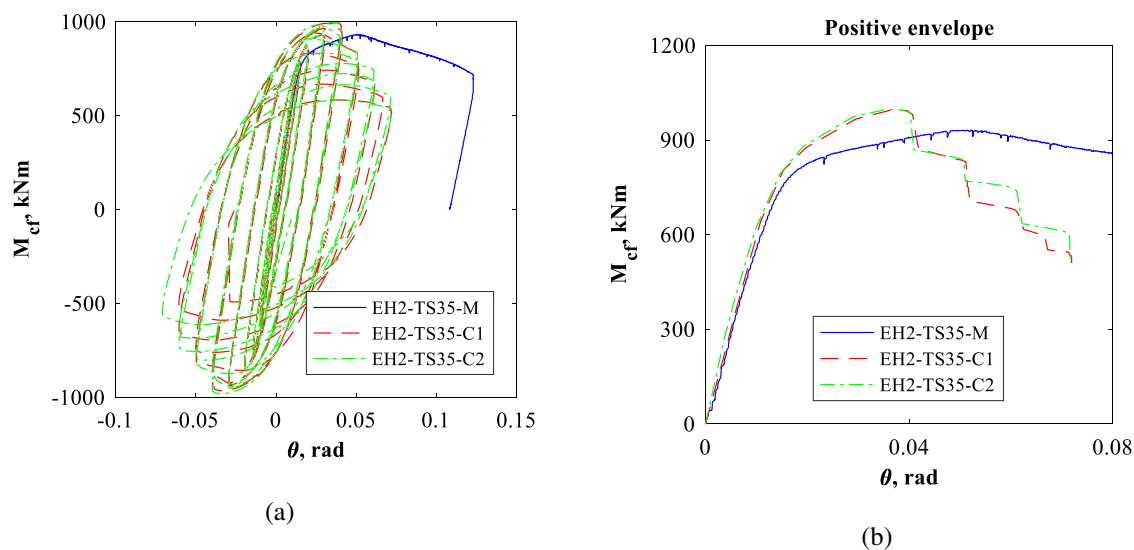 1000
500
0
-500
-1000
M_cf, kNm
EH2-TS35-M
EH2-TS35-C1
EH2-TS35-C2
-0.1 -0.05 0 0.05 0.1 0.15
θ, rad
(a)
Positive envelope
1200
900
600
300
0
M_cf, kNm
EH2-TS35-M
EH2-TS35-C1
EH2-TS35-C2
0 0.04 0.08
θ, rad
(b)